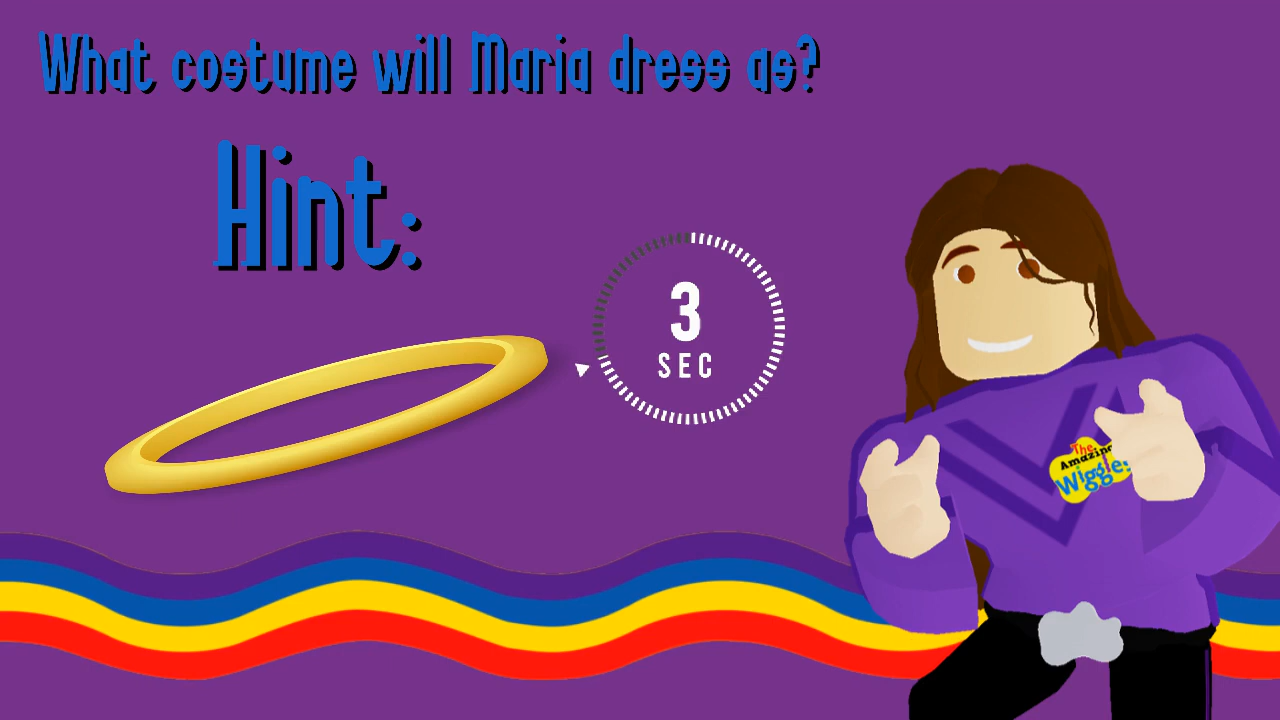 What costume will Maria dress as?
Hint:
3
SEC
The
Amazing
Wiggles